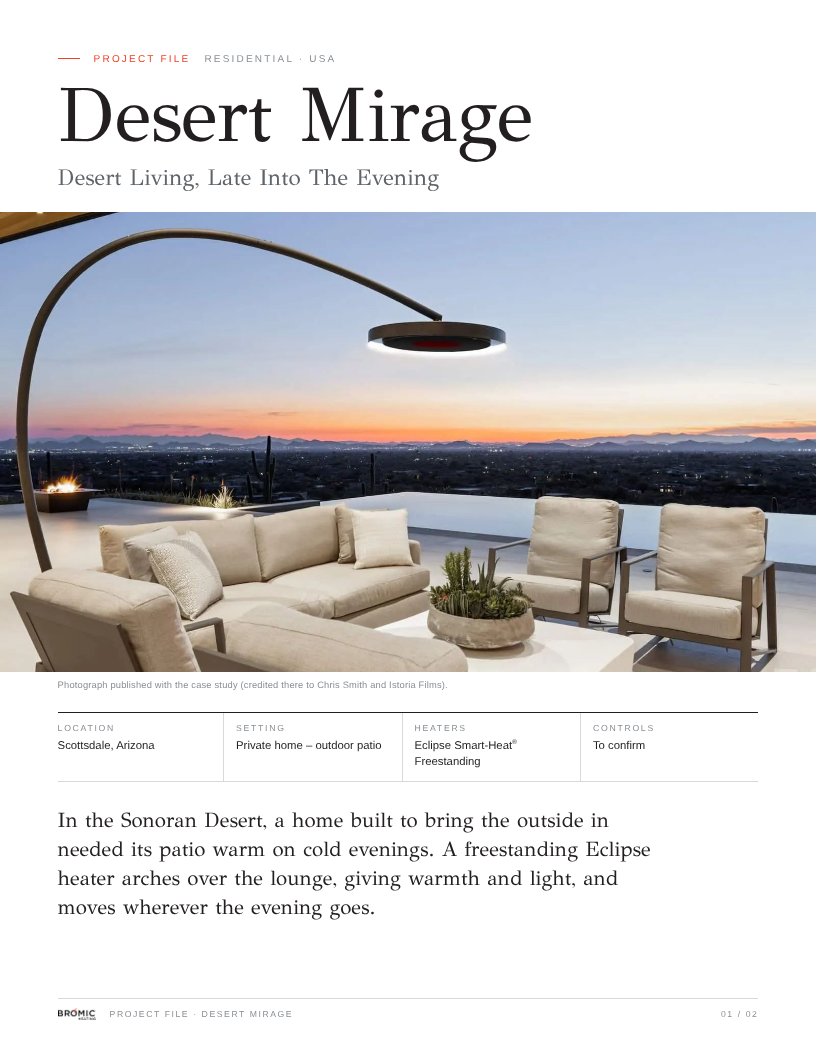 PROJECT FILE RESIDENTIAL · USA
Desert Mirage
Desert Living, Late Into The Evening
Photograph published with the case study (credited there to Chris Smith and Istoria Films).
LOCATION SETTING HEATERS CONTROLS
Scottsdale, Arizona Private home – outdoor patio Eclipse Smart-Heat® To confirm
Freestanding
In the Sonoran Desert, a home built to bring the outside in
needed its patio warm on cold evenings. A freestanding Eclipse
heater arches over the lounge, giving warmth and light, and
moves wherever the evening goes.
BROMIC HEATING PROJECT FILE · DESERT MIRAGE 01 / 02